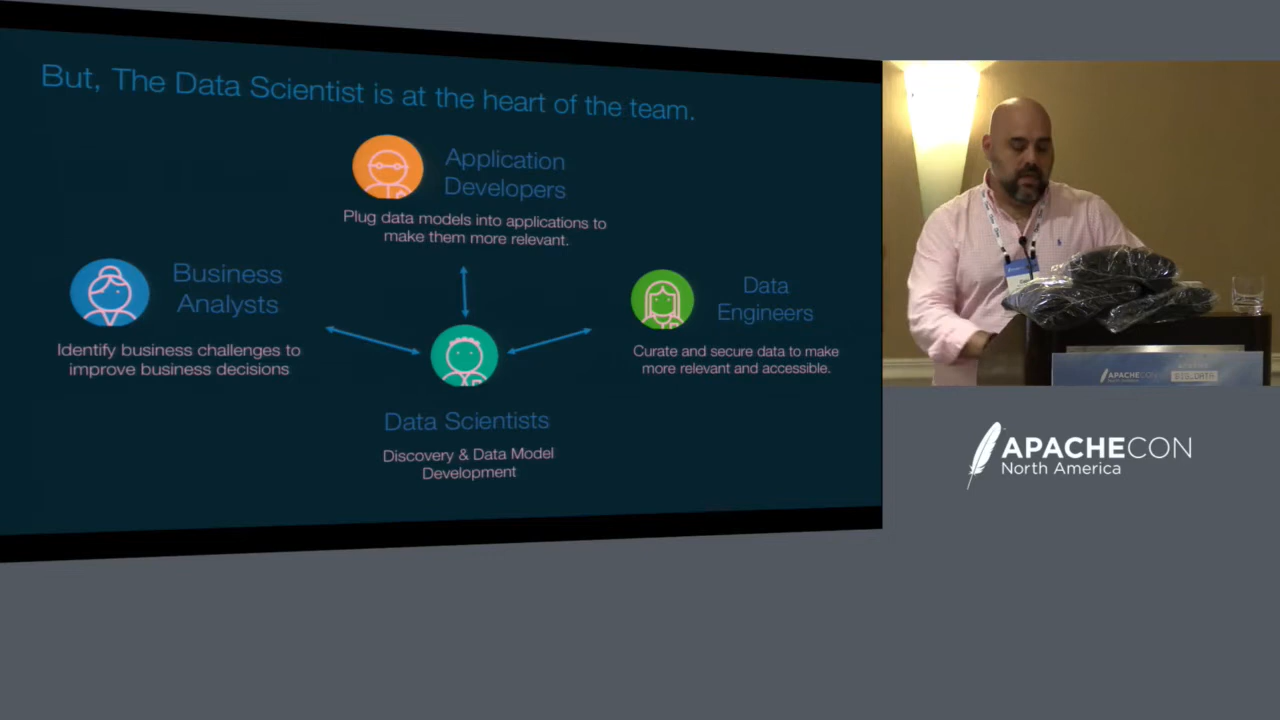 But, The Data Scientist is at the heart of the team.
Application
Developers
Plug data models into applications to
make them more relevant.
Business
Analysts
Identify business challenges to
improve business decisions
Data
Engineers
Curate and secure data to make
more relevant and accessible.
Data Scientists
Discovery & Data Model
Development
APACHECON
BIG_DATA
APACHECON
North America